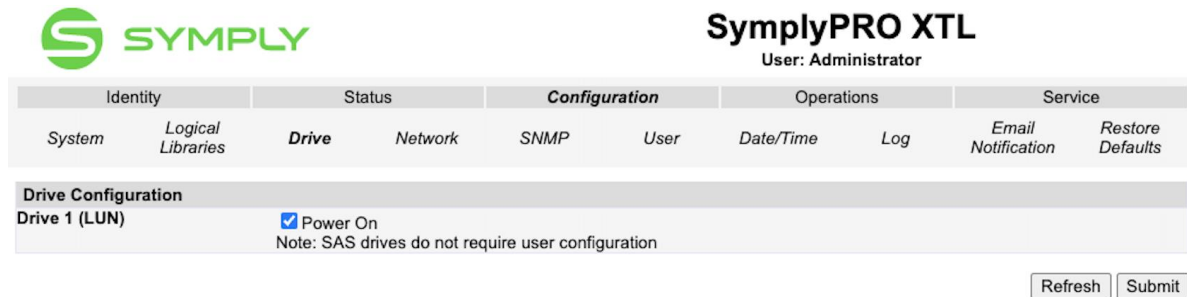 SYMPLY
SymplyPRO XTL
User: Administrator
Identity Status Configuration Operations Service
System Logical Libraries Drive Network SNMP User Date/Time Log Email Notification Restore Defaults
Drive Configuration
Drive 1 (LUN) Power On
Note: SAS drives do not require user configuration
Refresh Submit